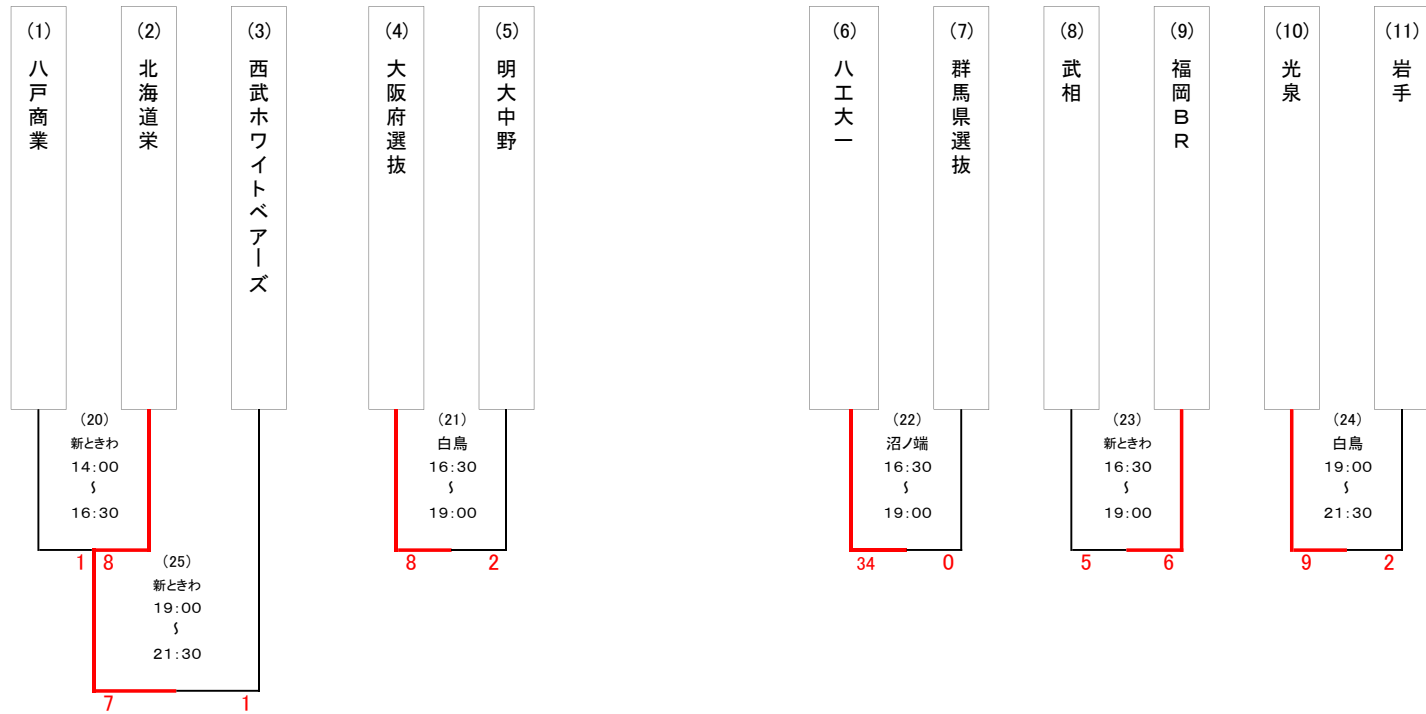 (1)
八戸商業
(2)
北海道栄
(3)
西武ホワイトベアーズ
(4)
大阪府選抜
(5)
明大中野
(6)
八工大一
(7)
群馬県選抜
(8)
武相
(9)
福岡BR
(10)
光泉
(11)
岩手
(20)
新ときわ
14:00
～
16:30
1 8
(21)
白鳥
16:30
～
19:00
8 2
(22)
沼ノ端
16:30
～
19:00
34 0
(23)
新ときわ
16:30
～
19:00
5 6
(24)
白鳥
19:00
～
21:30
9 2
(25)
新ときわ
19:00
～
21:30
7 1